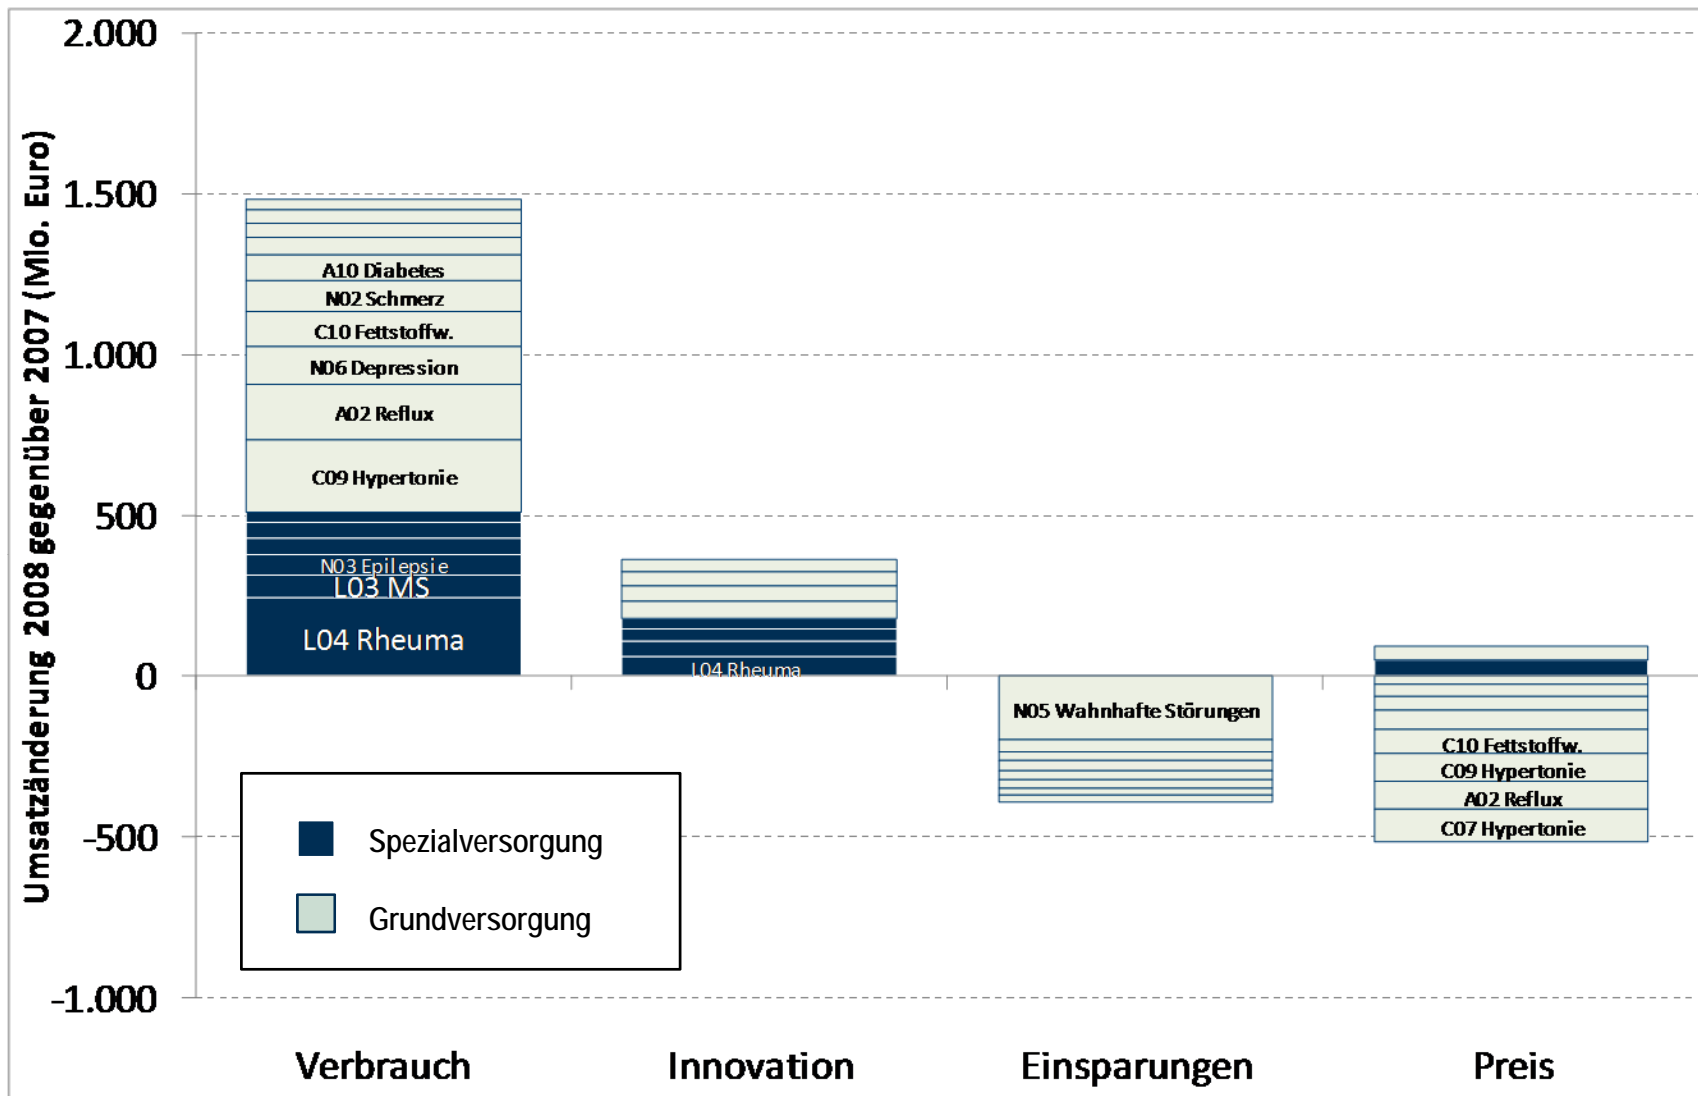 Umsatzänderung 2008 gegenüber 2007 (Mio. Euro)
2.000
1.500
1.000
500
0
-500
-1.000
A10 Diabetes
N02 Schmerz
C10 Fettstoffw.
N06 Depression
A02 Reflux
C09 Hypertonie
N03 Epilepsie
L03 MS
L04 Rheuma
L04 Rheuma
N05 Wahnhafte Störungen
C10 Fettstoffw.
C09 Hypertonie
A02 Reflux
C07 Hypertonie
Spezialversorgung
Grundversorgung
Verbrauch
Innovation
Einsparungen
Preis